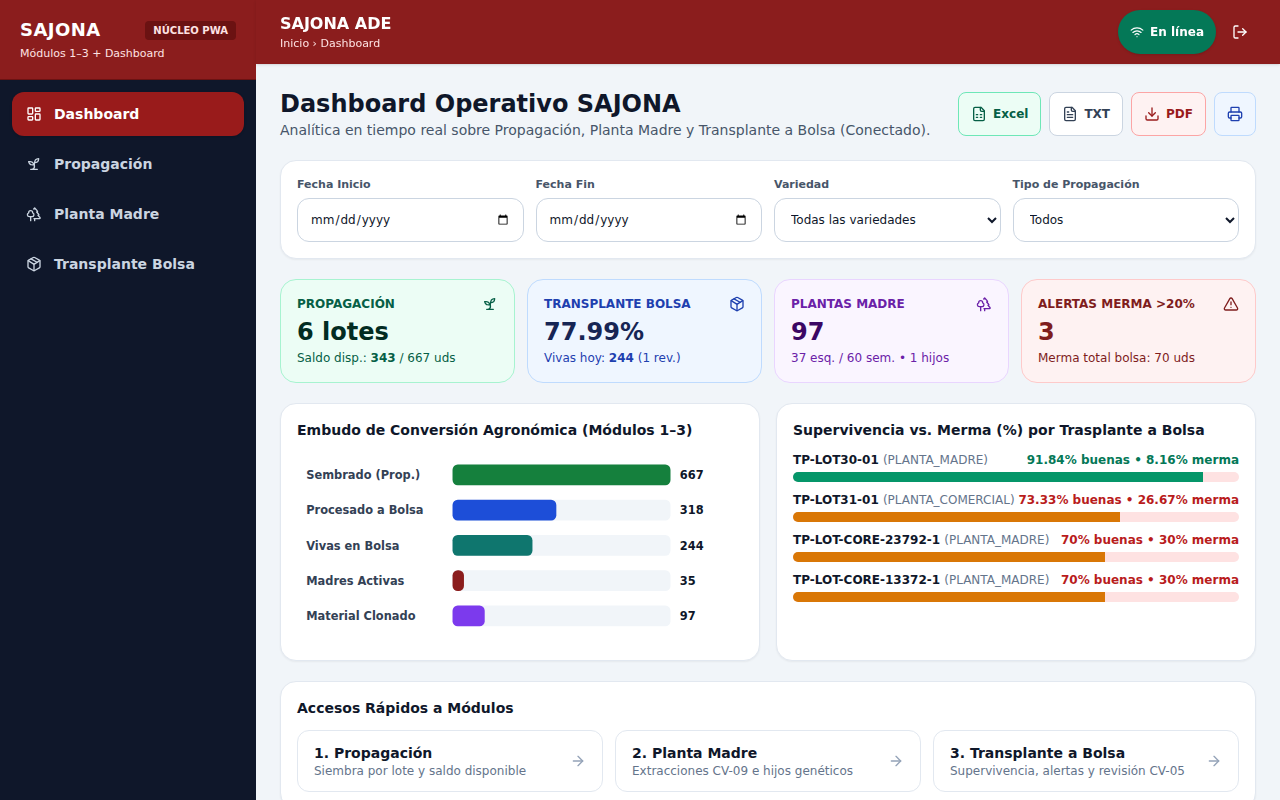 SAJONA
NÚCLEO PWA
Módulos 1–3 + Dashboard
Dashboard
Propagación
Planta Madre
Transplante Bolsa
SAJONA ADE
Inicio › Dashboard
En línea
Dashboard Operativo SAJONA
Analítica en tiempo real sobre Propagación, Planta Madre y Transplante a Bolsa (Conectado).
Excel
TXT
PDF
Fecha Inicio
mm/dd/yyyy
Fecha Fin
mm/dd/yyyy
Variedad
Todas las variedades
Tipo de Propagación
Todos
PROPAGACIÓN
6 lotes
Saldo disp.: 343 / 667 uds
TRANSPLANTE BOLSA
77.99%
Vivas hoy: 244 (1 rev.)
PLANTAS MADRE
97
37 esq. / 60 sem. • 1 hijos
ALERTAS MERMA >20%
3
Merma total bolsa: 70 uds
Embudo de Conversión Agronómica (Módulos 1–3)
Sembrado (Prop.) 667
Procesado a Bolsa 318
Vivas en Bolsa 244
Madres Activas 35
Material Clonado 97
Supervivencia vs. Merma (%) por Trasplante a Bolsa
TP-LOT30-01 (PLANTA_MADRE) 91.84% buenas • 8.16% merma
TP-LOT31-01 (PLANTA_COMERCIAL) 73.33% buenas • 26.67% merma
TP-LOT-CORE-23792-1 (PLANTA_MADRE) 70% buenas • 30% merma
TP-LOT-CORE-13372-1 (PLANTA_MADRE) 70% buenas • 30% merma
Accesos Rápidos a Módulos
1. Propagación
Siembra por lote y saldo disponible
2. Planta Madre
Extracciones CV-09 e hijos genéticos
3. Transplante a Bolsa
Supervivencia, alertas y revisión CV-05